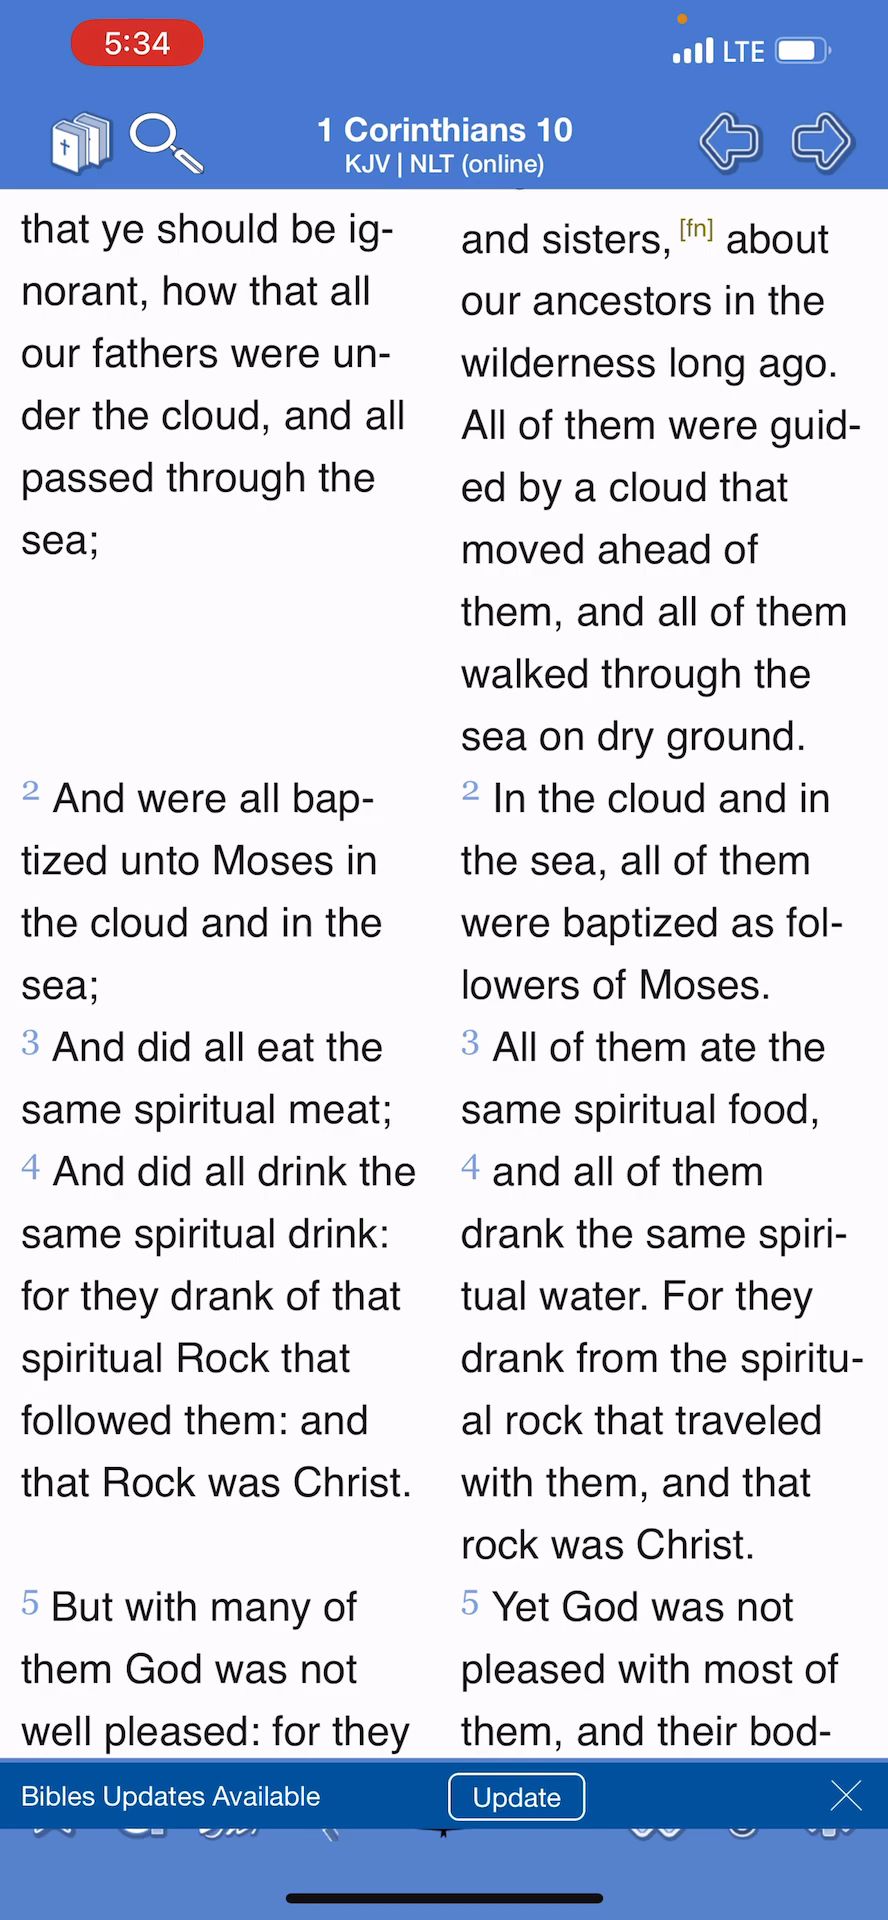 5:34
LTE
1 Corinthians 10
KJV | NLT (online)
that ye should be ig-
norant, how that all
our fathers were un-
der the cloud, and all
passed through the
sea;
2 And were all bap-
tized unto Moses in
the cloud and in the
sea;
3 And did all eat the
same spiritual meat;
4 And did all drink the
same spiritual drink:
for they drank of that
spiritual Rock that
followed them: and
that Rock was Christ.
5 But with many of
them God was not
well pleased: for they
and sisters, [fn] about
our ancestors in the
wilderness long ago.
All of them were guid-
ed by a cloud that
moved ahead of
them, and all of them
walked through the
sea on dry ground.
2 In the cloud and in
the sea, all of them
were baptized as fol-
lowers of Moses.
3 All of them ate the
same spiritual food,
4 and all of them
drank the same spiri-
tual water. For they
drank from the spiritu-
al rock that traveled
with them, and that
rock was Christ.
5 Yet God was not
pleased with most of
them, and their bod-
Bibles Updates Available
Update